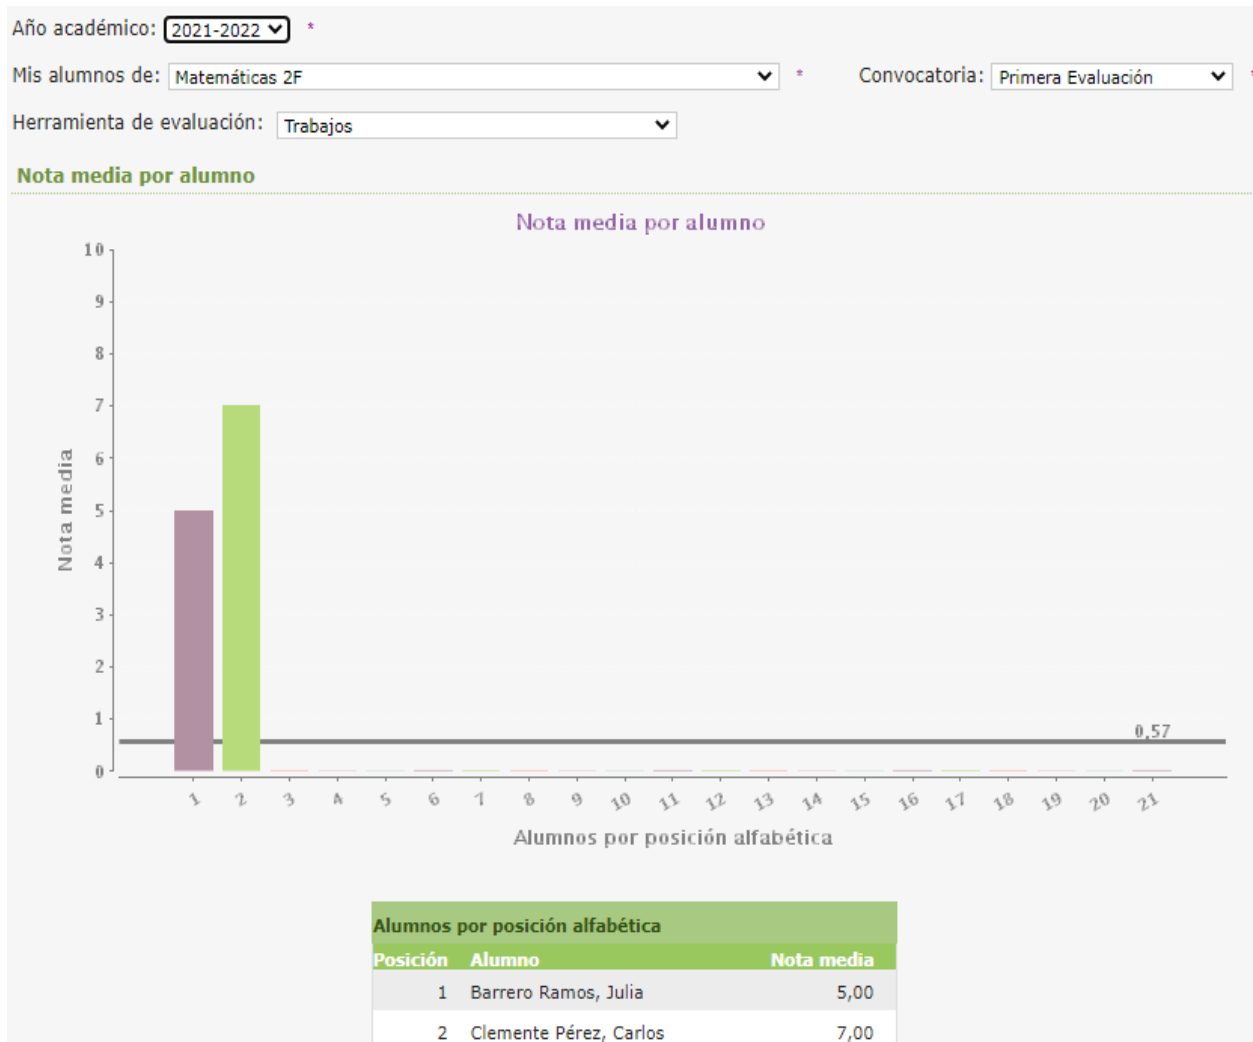 Año académico: 2021-2022 *
Mis alumnos de: Matemáticas 2F * Convocatoria: Primera Evaluación *
Herramienta de evaluación: Trabajos
Nota media por alumno
Nota media por alumno
10
9
8
7
6
5
4
3
2
1
0
Nota media
0,57
1 2 3 4 5 6 7 8 9 10 11 12 13 14 15 16 17 18 19 20 21
Alumnos por posición alfabética
Alumnos por posición alfabética
Posición Alumno Nota media
1 Barrero Ramos, Julia 5,00
2 Clemente Pérez, Carlos 7,00